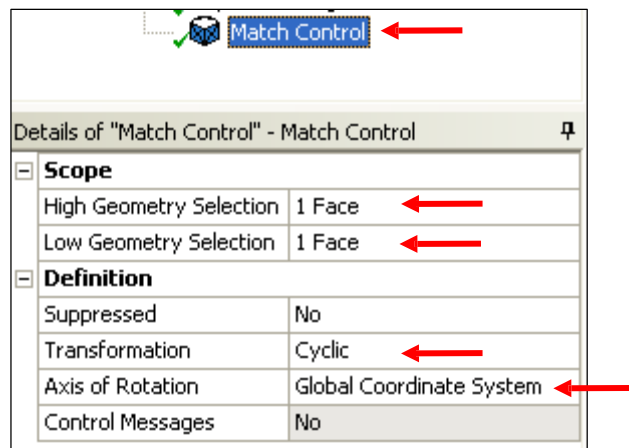 Match Control
Details of "Match Control" - Match Control
Scope
High Geometry Selection 1 Face
Low Geometry Selection 1 Face
Definition
Suppressed No
Transformation Cyclic
Axis of Rotation Global Coordinate System
Control Messages No